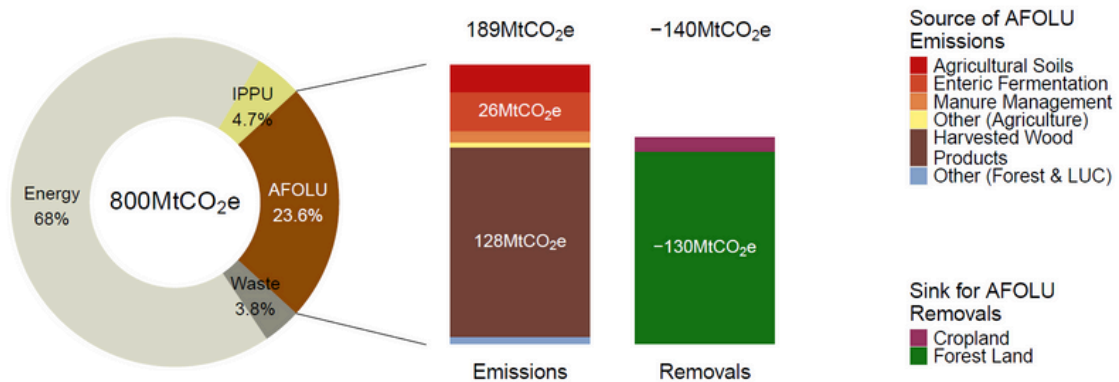 IPPU
4.7%
Energy
68%
800MtCO₂e
AFOLU
23.6%
Waste
3.8%
189MtCO₂e
−140MtCO₂e
26MtCO₂e
128MtCO₂e
−130MtCO₂e
Emissions
Removals
Source of AFOLU
Emissions
Agricultural Soils
Enteric Fermentation
Manure Management
Other (Agriculture)
Harvested Wood
Products
Other (Forest & LUC)
Sink for AFOLU
Removals
Cropland
Forest Land